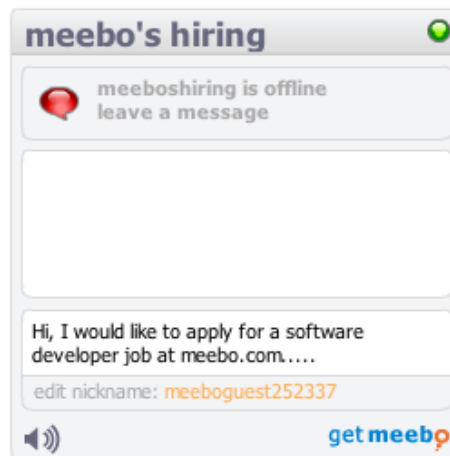 meebo's hiring
meeboshiring is offline
leave a message
Hi, I would like to apply for a software
developer job at meebo.com.....
edit nickname: meeboguest252337
get meebo